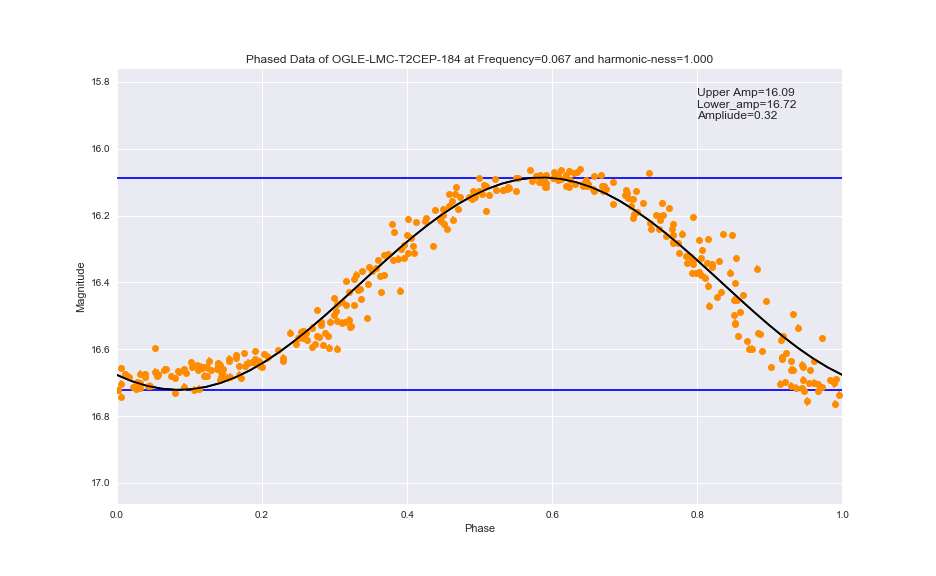 Phased Data of OGLE-LMC-T2CEP-184 at Frequency=0.067 and harmonic-ness=1.000
Upper Amp=16.09
Lower_amp=16.72
Ampliude=0.32
15.8
16.0
16.2
16.4
16.6
16.8
17.0
Magnitude
0.0 0.2 0.4 0.6 0.8 1.0
Phase